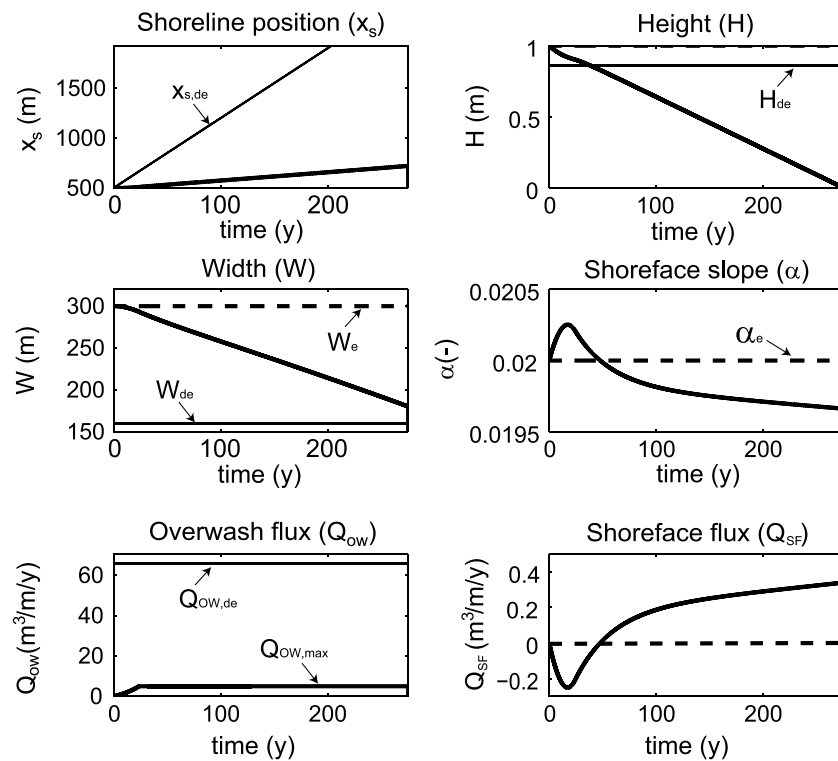 Shoreline position (xs)
xs (m)
1500
1000
500
xs,de
0
100
200
time (y)
Height (H)
H (m)
1
0.5
1
Hde
0
100
200
time (y)
Width (W)
W (m)
300
250
200
150
We
Wde
0
100
200
time (y)
Shoreface slope (α)
α(-)
0.0205
0.02
0.0195
αe
0
100
200
time (y)
Overwash flux (QOW)
QOW(m³/m/y)
60
40
20
0
QOW,de
QOW,max
0
100
200
time (y)
Shoreface flux (QSF)
QSF (m³/m/y)
0.4
0.2
0
−0.2
0
100
200
time (y)